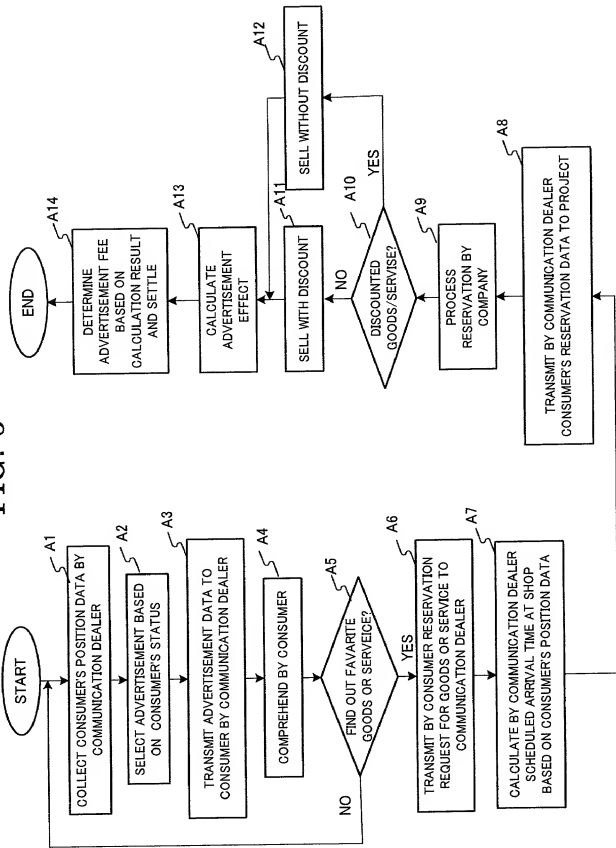 START
A1
COLLECT CONSUMER'S POSITION DATA BY
COMMUNICATION DEALER
A2
SELECT ADVERTISEMENT BASED
ON CONSUMER'S STATUS
A3
TRANSMIT ADVERTISEMENT DATA TO
CONSUMER BY COMMUNICATION DEALER
A4
COMPREHEND BY CONSUMER
A5
FIND OUT FAVARITE
GOODS OR SERVEICE?
NO
YES
A6
TRANSMIT BY CONSUMER RESERVATION
REQUEST FOR GOODS OR SERVICE TO
COMMUNICATION DEALER
A7
CALCULATE BY COMMUNICATION DEALER
SCHEDULED ARRIVAL TIME AT SHOP
BASED ON CONSUMER'S POSITION DATA
A8
TRANSMIT BY COMMUNICATION DEALER
CONSUMER'S RESERVATION DATA TO PROJECT
A9
PROCESS
RESERVATION BY
COMPANY
A10
DISCOUNTED
GOODS/SERVISE?
NO
YES
A11
SELL WITH DISCOUNT
A12
SELL WITHOUT DISCOUNT
A13
CALCULATE
ADVERTISEMENT
EFFECT
A14
DETERMINE
ADVERTISEMENT FEE
BASED ON
CALCULATION RESULT
AND SETTLE
END